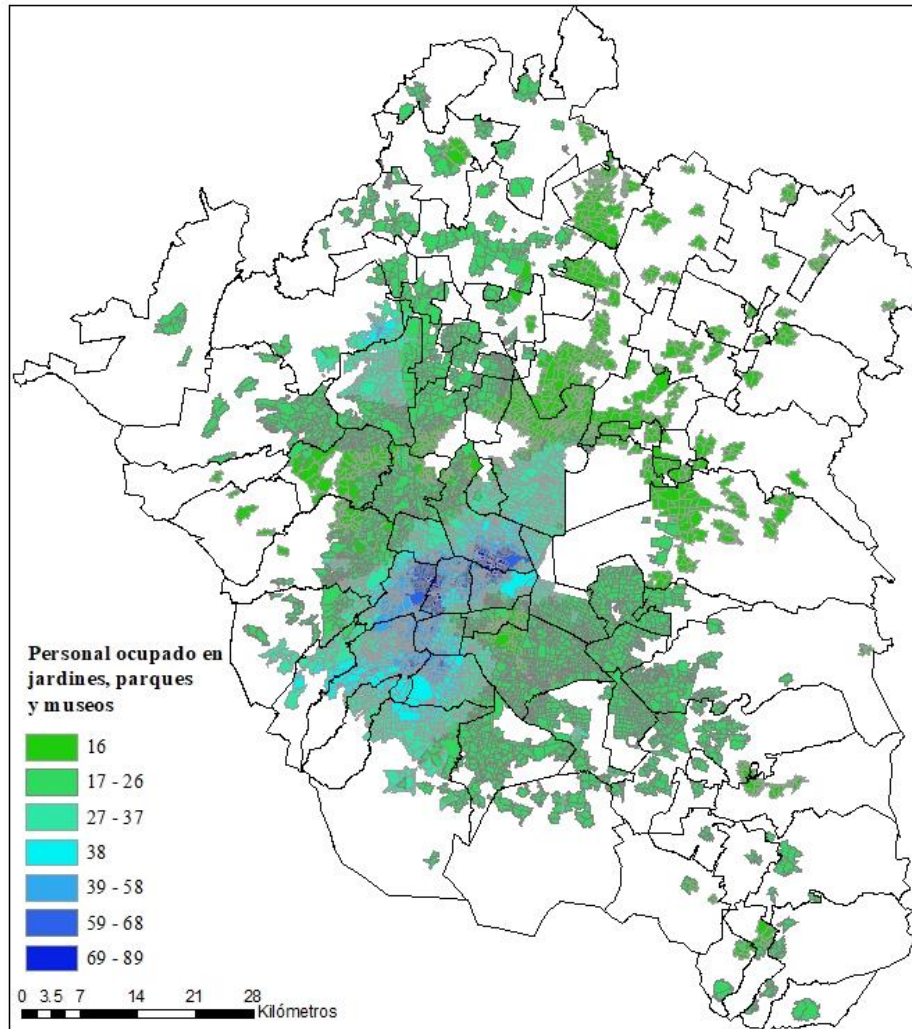 Personal ocupado en
jardines, parques
y museos
16
17 - 26
27 - 37
38
39 - 58
59 - 68
69 - 89
0 3.5 7 14 21 28
Kilómetros